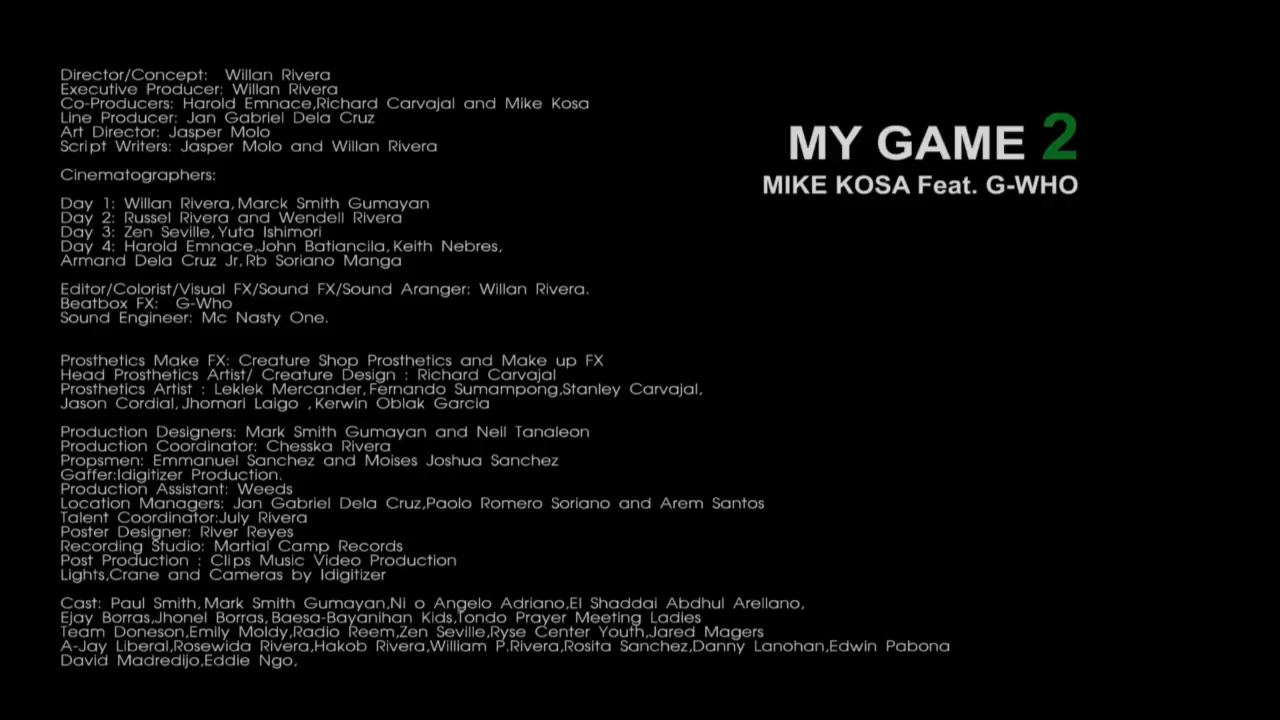 Director/Concept: Willan Rivera
Executive Producer: Willan Rivera
Co-Producers: Harold Emnace,Richard Carvajal and Mike Kosa
Line Producer: Jan Gabriel Dela Cruz
Art Director: Jasper Molo
Script Writers: Jasper Molo and Willan Rivera
Cinematographers:
Day 1: Willan Rivera,Marck Smith Gumayan
Day 2: Russel Rivera and Wendell Rivera
Day 3: Zen Seville,Yuta Ishimori
Day 4: Harold Emnace,John Batiancila,Keith Nebres,
Armand Dela Cruz Jr,Rb Soriano Manga
Editor/Colorist/Visual FX/Sound FX/Sound Aranger: Willan Rivera.
Beatbox FX: G-Who
Sound Engineer: Mc Nasty One.
Prosthetics Make FX: Creature Shop Prosthetics and Make up FX
Head Prosthetics Artist/ Creature Design : Richard Carvajal
Prosthetics Artist : Leklek Mercander,Fernando Sumampong,Stanley Carvajal,
Jason Cordial,Jhomari Laigo ,Kerwin Oblak Garcia
Production Designers: Mark Smith Gumayan and Neil Tanaleon
Production Coordinator: Chesska Rivera
Propsmen: Emmanuel Sanchez and Moises Joshua Sanchez
Gaffer:Idigitizer Production.
Production Assistant: Weeds
Location Managers: Jan Gabriel Dela Cruz,Paolo Romero Soriano and Arem Santos
Talent Coordinator:July Rivera
Poster Designer: River Reyes
Recording Studio: Martial Camp Records
Post Production : Clips Music Video Production
Lights,Crane and Cameras by Idigitizer
Cast: Paul Smith,Mark Smith Gumayan,Ni o Angelo Adriano,El Shaddai Abdhul Arellano,
Ejay Borras,Jhonel Borras,Baesa-Bayanihan Kids,Tondo Prayer Meeting Ladies
Team Doneson,Emily Moldy,Radio Reem,Zen Seville,Ryse Center Youth,Jared Magers
A-Jay Liberal,Rosewida Rivera,Hakob Rivera,William P.Rivera,Rosita Sanchez,Danny Lanohan,Edwin Pabona
David Madredijo,Eddie Ngo,
MY GAME 2
MIKE KOSA Feat. G-WHO